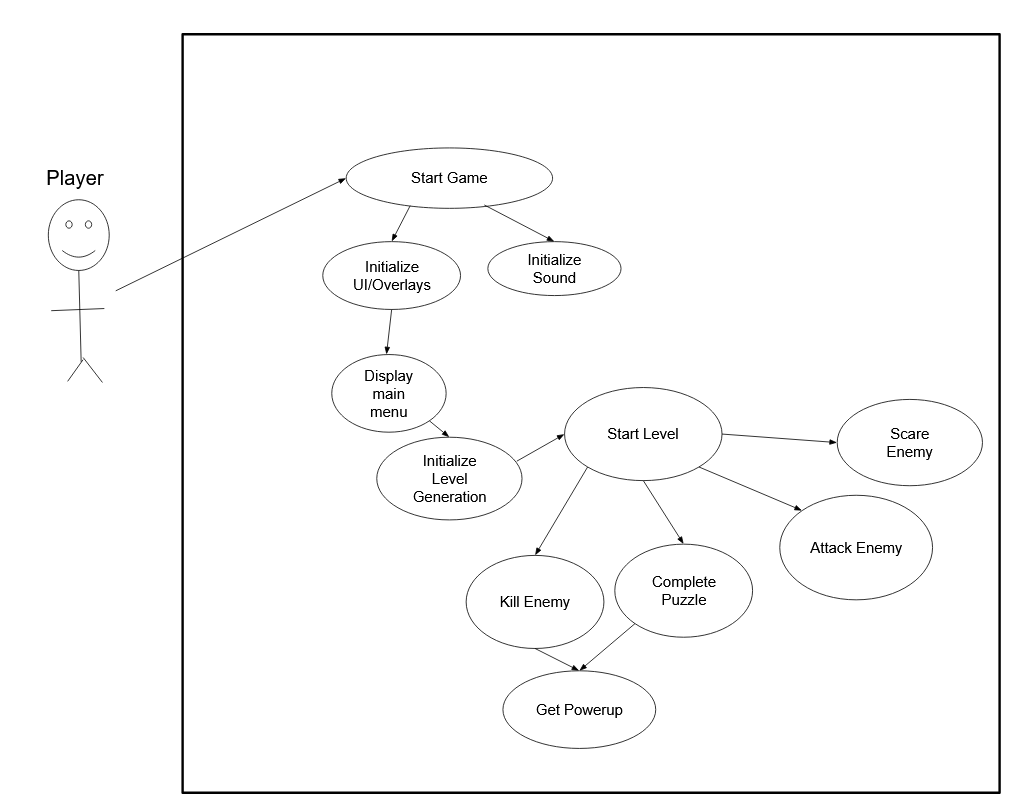 Player
Start Game
Initialize
UI/Overlays
Initialize
Sound
Display
main
menu
Initialize
Level
Generation
Start Level
Scare
Enemy
Attack Enemy
Kill Enemy
Complete
Puzzle
Get Powerup